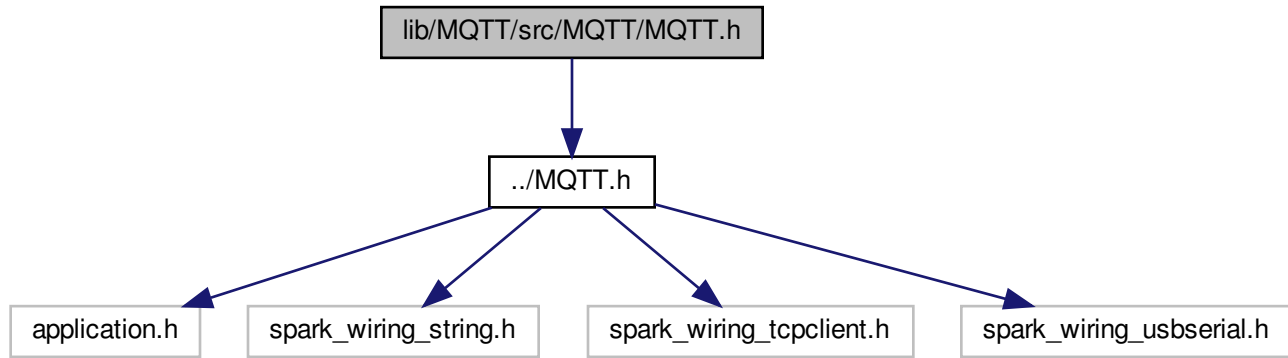 lib/MQTT/src/MQTT/MQTT.h
../MQTT.h
application.h
spark_wiring_string.h
spark_wiring_tcpclient.h
spark_wiring_usbserial.h